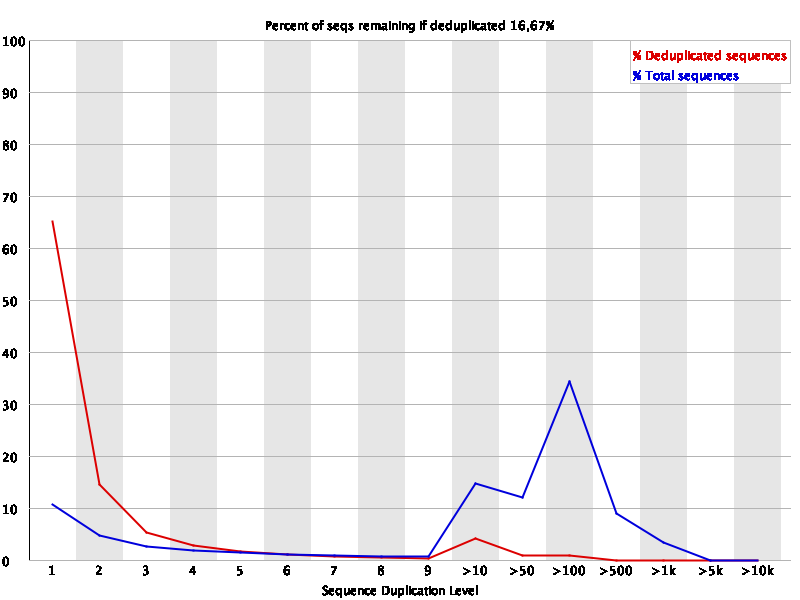 Percent of seqs remaining if deduplicated 16,67%
% Deduplicated sequences
% Total sequences
100
90
80
70
60
50
40
30
20
10
0
1 2 3 4 5 6 7 8 9 >10 >50 >100 >500 >1k >5k >10k
Sequence Duplication Level